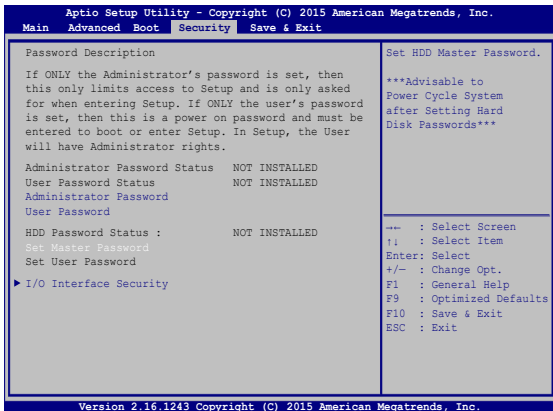 Aptio Setup Utility - Copyright (C) 2015 American Megatrends, Inc.
Main Advanced Boot Security Save & Exit
Password Description
If ONLY the Administrator's password is set, then
this only limits access to Setup and is only asked
for when entering Setup. If ONLY the user's password
is set, then this is a power on password and must be
entered to boot or enter Setup. In Setup, the User
will have Administrator rights.
Administrator Password Status NOT INSTALLED
User Password Status NOT INSTALLED
Administrator Password
User Password
HDD Password Status : NOT INSTALLED
Set Master Password
Set User Password
I/O Interface Security
Set HDD Master Password.
***Advisable to
Power Cycle System
after Setting Hard
Disk Passwords***
→← : Select Screen
↑↓ : Select Item
Enter: Select
+/— : Change Opt.
F1 : General Help
F9 : Optimized Defaults
F10 : Save & Exit
ESC : Exit
Version 2.16.1243 Copyright (C) 2015 American Megatrends, Inc.